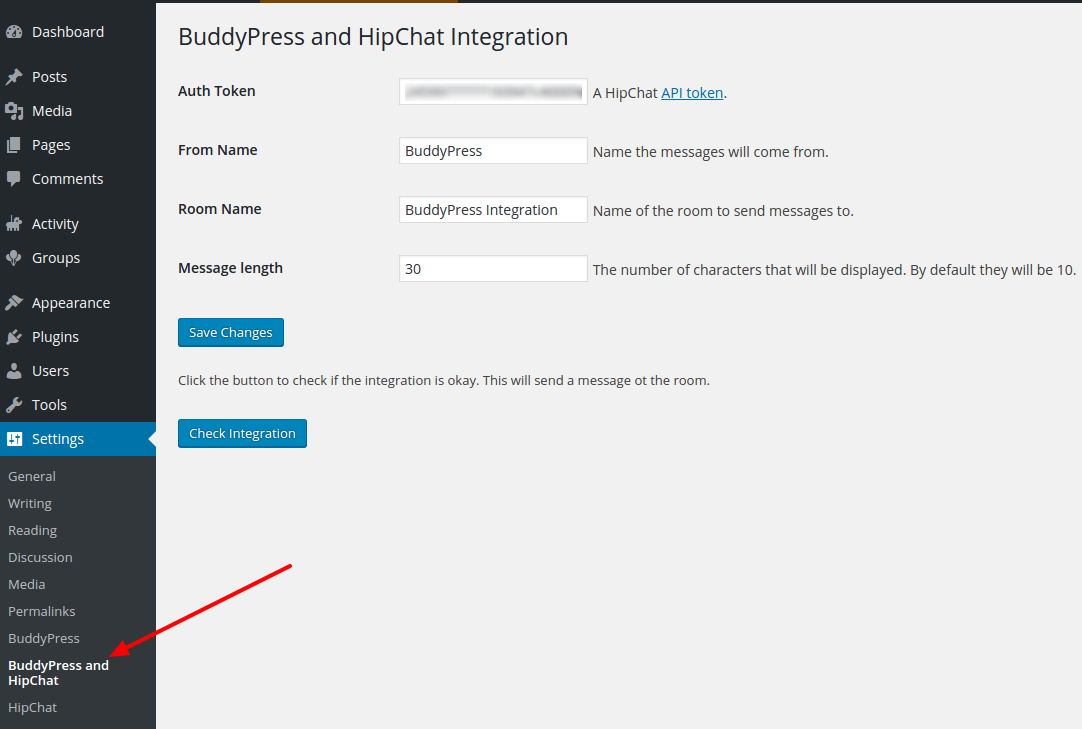 Dashboard
Posts
Media
Pages
Comments
Activity
Groups
Appearance
Plugins
Users
Tools
Settings
General
Writing
Reading
Discussion
Media
Permalinks
BuddyPress
BuddyPress and
HipChat
HipChat
BuddyPress and HipChat Integration
Auth Token A HipChat API token.
From Name BuddyPress Name the messages will come from.
Room Name BuddyPress Integration Name of the room to send messages to.
Message length 30 The number of characters that will be displayed. By default they will be 10.
Save Changes
Click the button to check if the integration is okay. This will send a message ot the room.
Check Integration